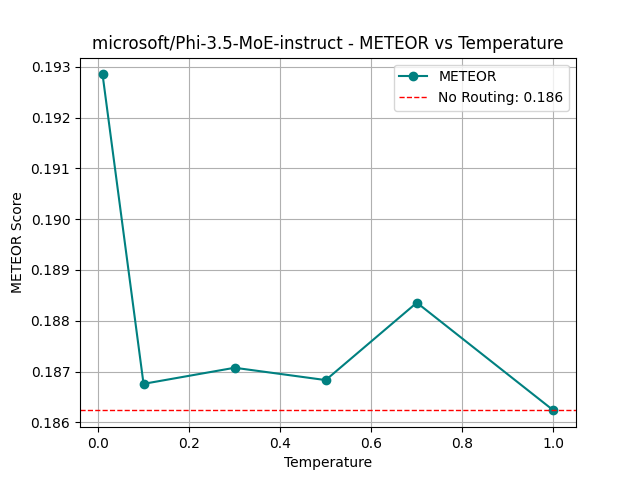 microsoft/Phi-3.5-MoE-instruct - METEOR vs Temperature
METEOR
No Routing: 0.186
METEOR Score
0.193
0.192
0.191
0.190
0.189
0.188
0.187
0.186
0.0 0.2 0.4 0.6 0.8 1.0
Temperature